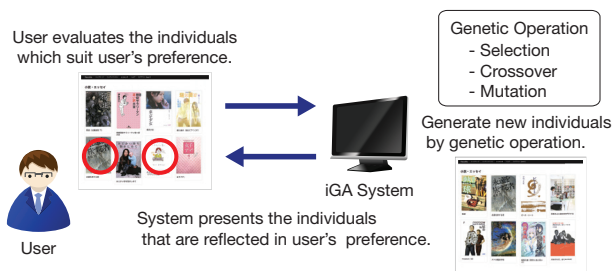 User evaluates the individuals
which suit user's preference.
User
iGA System
System presents the individuals
that are reflected in user's preference.
Genetic Operation
- Selection
- Crossover
- Mutation
Generate new individuals
by genetic operation.